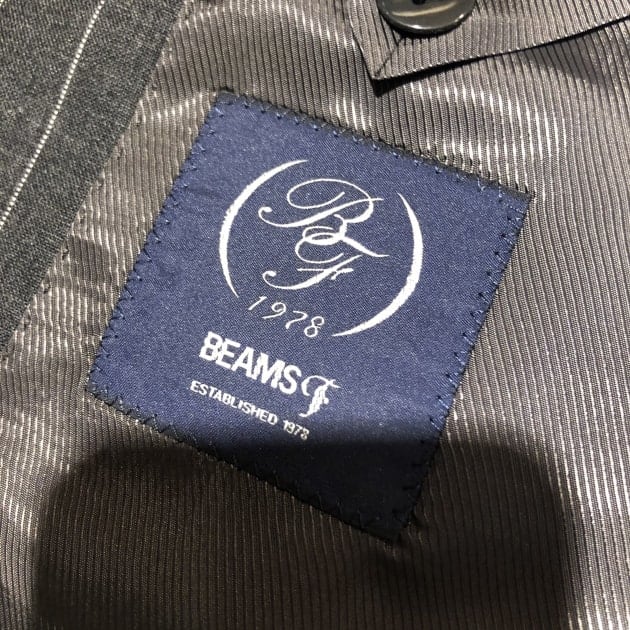 BF
1978
BEAMS F
ESTABLISHED 1978